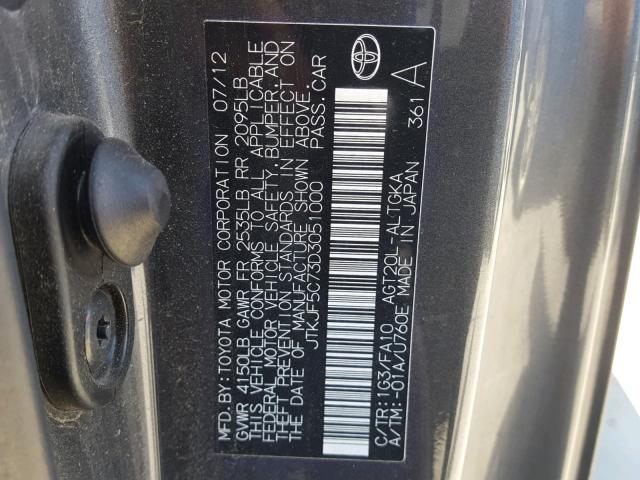 MFD.BY:TOYOTA MOTOR CORPORATION 07/12
GVWR 4150LB GAWR FR 2535LB RR 2095LB
THIS VEHICLE CONFORMS TO ALL APPLICABLE
FEDERAL MOTOR VEHICLE SAFETY,BUMPER,AND
THEFT PREVENTION STANDARDS IN EFFECT ON
THE DATE OF MANUFACTURE SHOWN ABOVE.
JTKJF5C73D3051000 PASS.CAR
C/TR:1G3/FA10 AGT20L-ALTGKA
A/TM:-01A/U760E MADE IN JAPAN
361 A